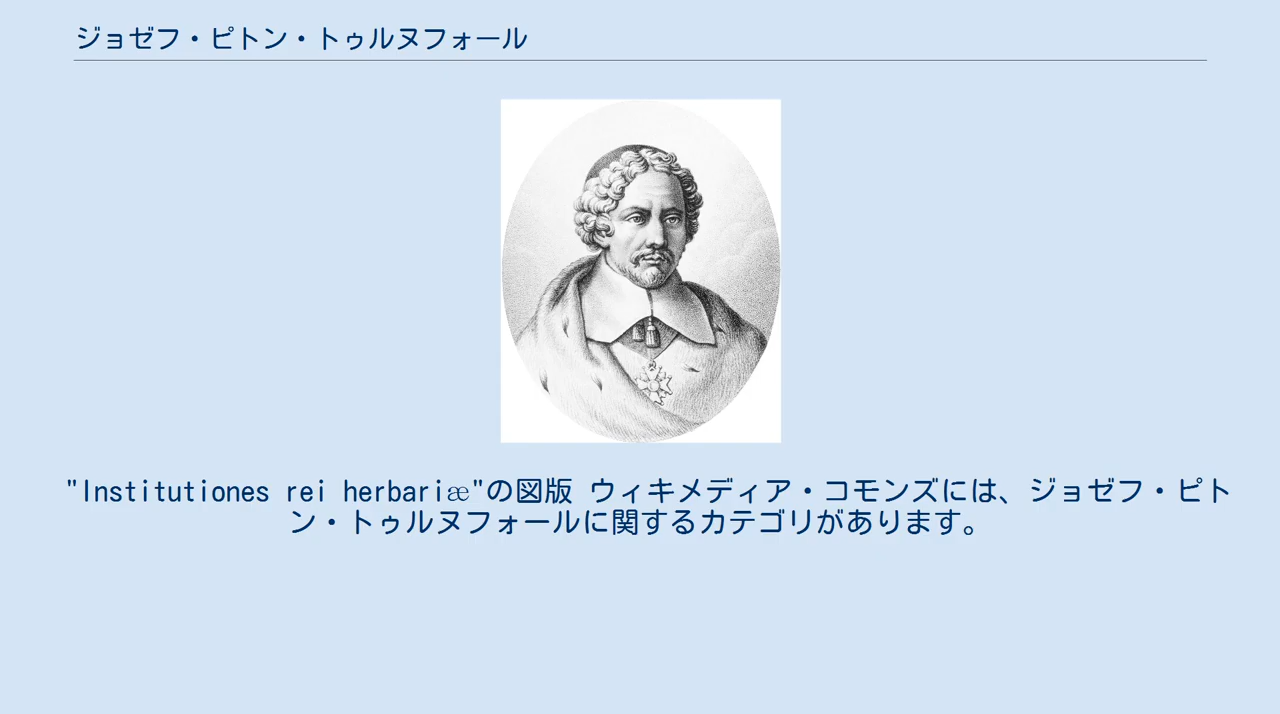 ジョゼフ・ピトン・トゥルヌフォール
"Institutiones rei herbariæ"の図版 ウィキメディア・コモンズには、ジョゼフ・ピト
ン・トゥルヌフォールに関するカテゴリがあります。